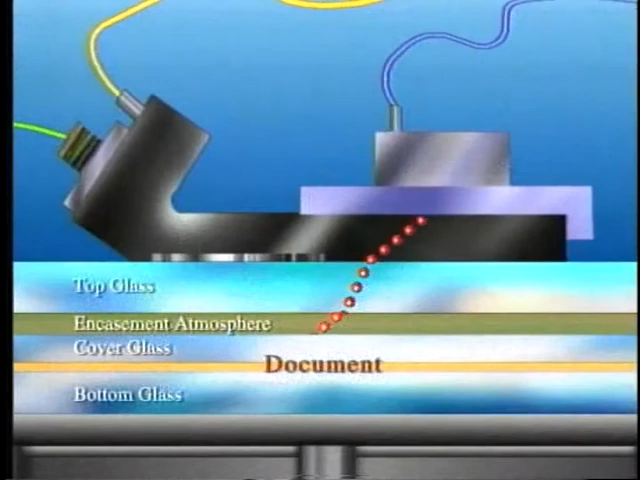 Top Glass
Encasement Atmosphere
Cover Glass
Document
Bottom Glass